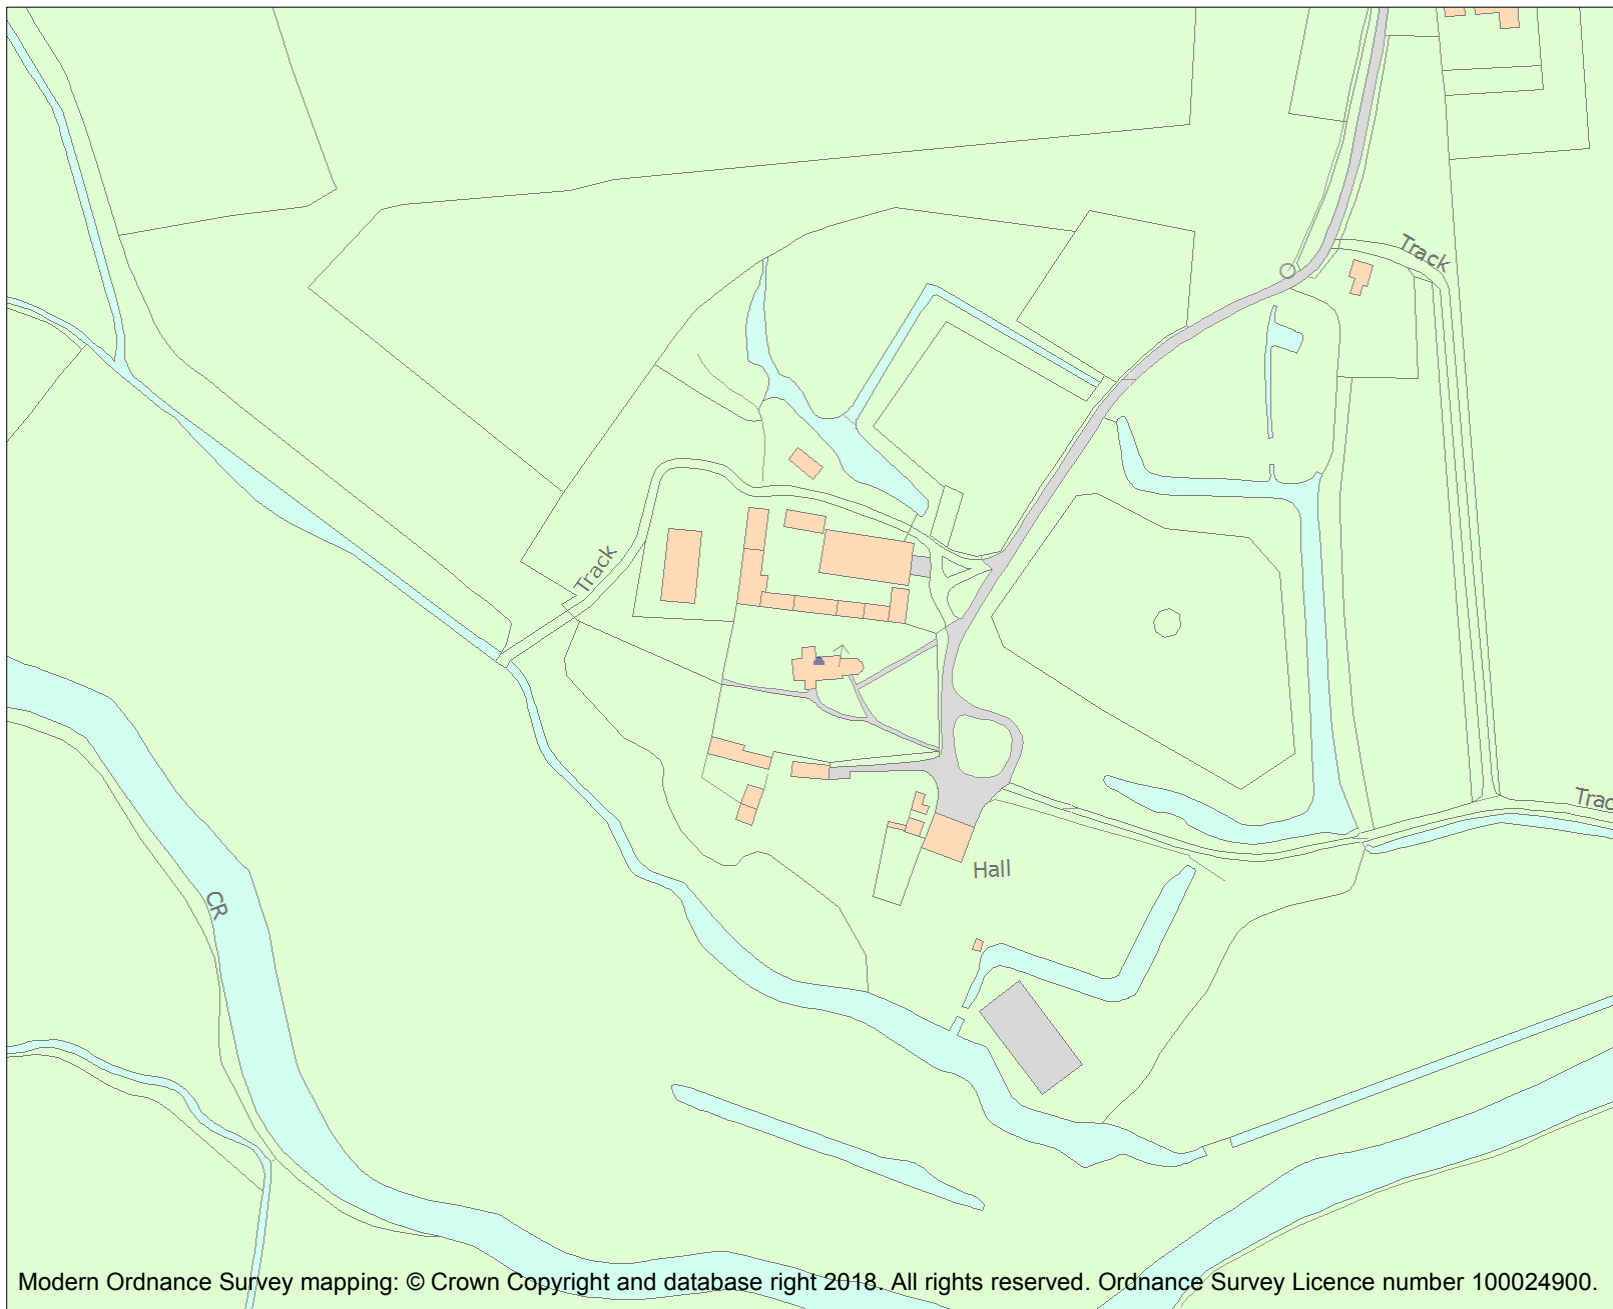 Track
Track
Trac
Hall
CR
Modern Ordnance Survey mapping: © Crown Copyright and database right 2018. All rights reserved. Ordnance Survey Licence number 100024900.